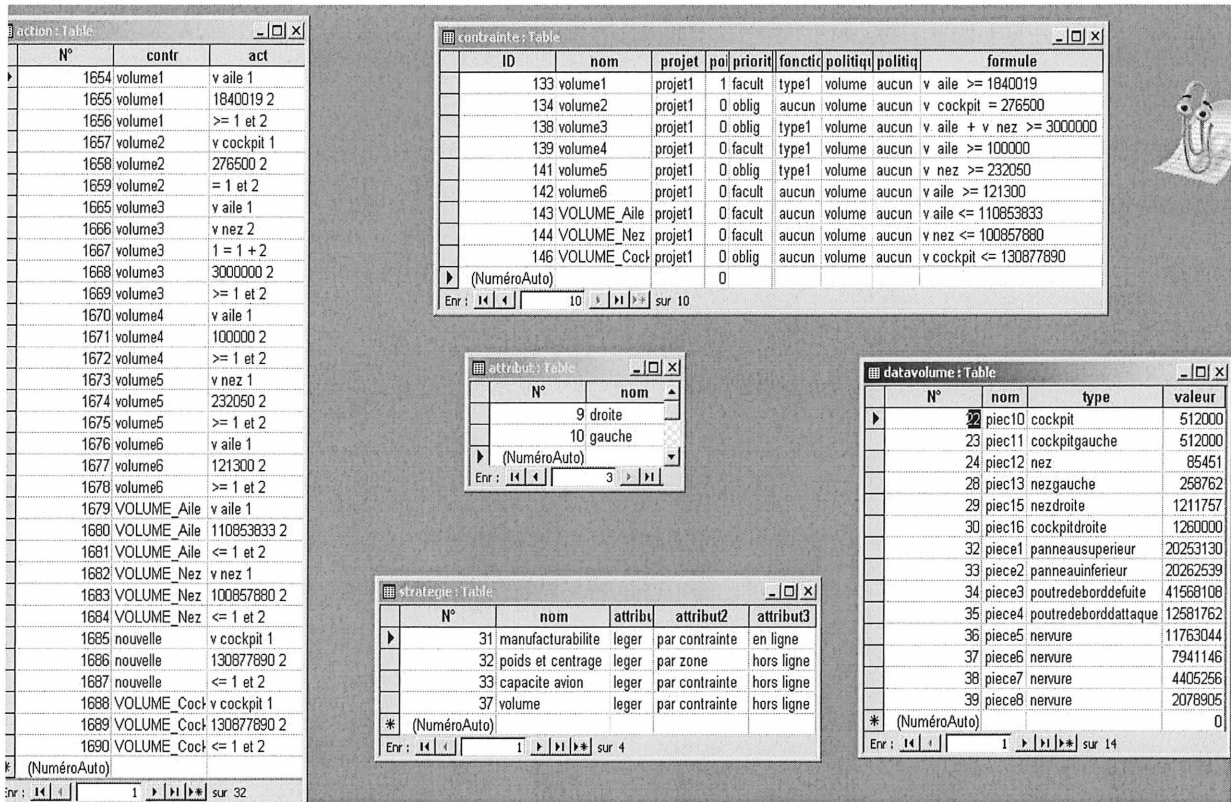 action : Table
N° contr act
1654 volume1 v aile 1
1655 volume1 1840019 2
1656 volume1 >= 1 et 2
1657 volume2 v cockpit 1
1658 volume2 276500 2
1659 volume2 = 1 et 2
1665 volume3 v aile 1
1666 volume3 v nez 2
1667 volume3 1 = 1 + 2
1668 volume3 3000000 2
1669 volume3 >= 1 et 2
1670 volume4 v aile 1
1671 volume4 100000 2
1672 volume4 >= 1 et 2
1673 volume5 v nez 1
1674 volume5 232050 2
1675 volume5 >= 1 et 2
1676 volume6 v aile 1
1677 volume6 121300 2
1678 volume6 >= 1 et 2
1679 VOLUME_Aile v aile 1
1680 VOLUME_Aile 110853833 2
1681 VOLUME_Aile <= 1 et 2
1682 VOLUME_Nez v nez 1
1683 VOLUME_Nez 100857880 2
1684 VOLUME_Nez <= 1 et 2
1685 nouvelle v cockpit 1
1686 nouvelle 130877890 2
1687 nouvelle <= 1 et 2
1688 VOLUME_Cock v cockpit 1
1689 VOLUME_Cock 130877890 2
1690 VOLUME_Cock <= 1 et 2
(NuméroAuto)
Enr : 1 sur 32
contrainte : Table
ID nom projet poi priorit fonctio politiqu politiq formule
133 volume1 projet1 1 facult type1 volume aucun v aile >= 1840019
134 volume2 projet1 0 oblig aucun volume aucun v cockpit = 276500
138 volume3 projet1 0 oblig type1 volume aucun v aile + v nez >= 3000000
139 volume4 projet1 0 facult type1 volume aucun v aile >= 100000
141 volume5 projet1 0 oblig type1 volume aucun v nez >= 232050
142 volume6 projet1 0 facult aucun volume aucun v aile >= 121300
143 VOLUME_Aile projet1 0 facult aucun volume aucun v aile <= 110853833
144 VOLUME_Nez projet1 0 facult aucun volume aucun v nez <= 100857880
146 VOLUME_Cock projet1 0 oblig aucun volume aucun v cockpit <= 130877890
(NuméroAuto) 0
Enr : 10 sur 10
attribut : Table
N° nom
9 droite
10 gauche
(NuméroAuto)
Enr : 3
strategie : Table
N° nom attribu attribut2 attribut3
31 manufacturabilite leger par contrainte en ligne
32 poids et centrage leger par zone hors ligne
33 capacite avion leger par contrainte hors ligne
37 volume leger par contrainte hors ligne
(NuméroAuto)
Enr : 1 sur 4
datavolume : Table
N° nom type valeur
22 piec10 cockpit 512000
23 piec11 cockpitgauche 512000
24 piec12 nez 85451
28 piec13 nezgauche 258762
29 piec15 nezdroite 1211757
30 piec16 cockpitdroite 1260000
32 piece1 panneausuperieur 20253130
33 piece2 panneauinferieur 20262539
34 piece3 poutredeborddefuite 41568108
35 piece4 poutredeborddattaque 12581762
36 piece5 nervure 11763044
37 piece6 nervure 7941146
38 piece7 nervure 4405256
39 piece8 nervure 2078905
(NuméroAuto) 0
Enr : 1 sur 14